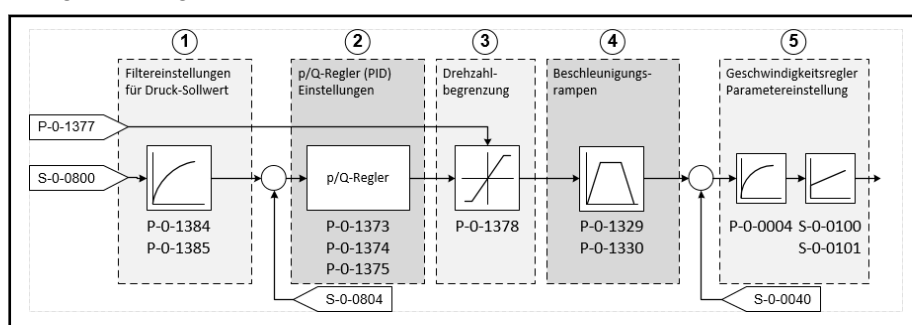 1
2
3
4
5
Filtereinstellungen
für Druck-Sollwert
p/Q-Regler (PID)
Einstellungen
Drehzahl-
begrenzung
Beschleunigungs-
rampen
Geschwindigkeitsregler
Parametereinstellung
P-0-1377
S-0-0800
p/Q-Regler
P-0-1384
P-0-1385
P-0-1373
P-0-1374
P-0-1375
P-0-1378
P-0-1329
P-0-1330
P-0-0004
S-0-0100
S-0-0101
S-0-0804
S-0-0040